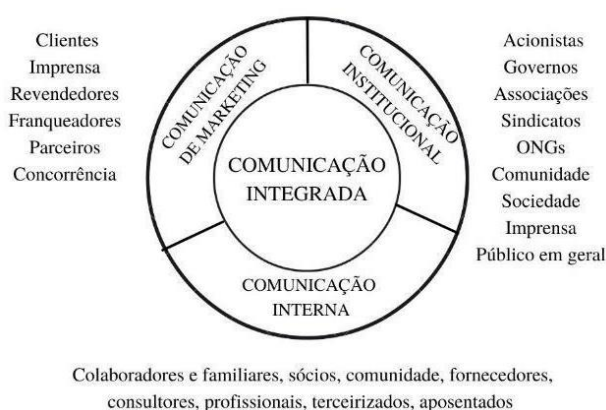 Clientes
Imprensa
Revendedores
Franqueadores
Parceiros
Concorrência
COMUNICAÇÃO
DE MARKETING
COMUNICAÇÃO
INSTITUCIONAL
COMUNICAÇÃO
INTEGRADA
COMUNICAÇÃO
INTERNA
Acionistas
Governos
Associações
Sindicatos
ONGs
Comunidade
Sociedade
Imprensa
Público em geral
Colaboradores e familiares, sócios, comunidade, fornecedores,
consultores, profissionais, terceirizados, aposentados